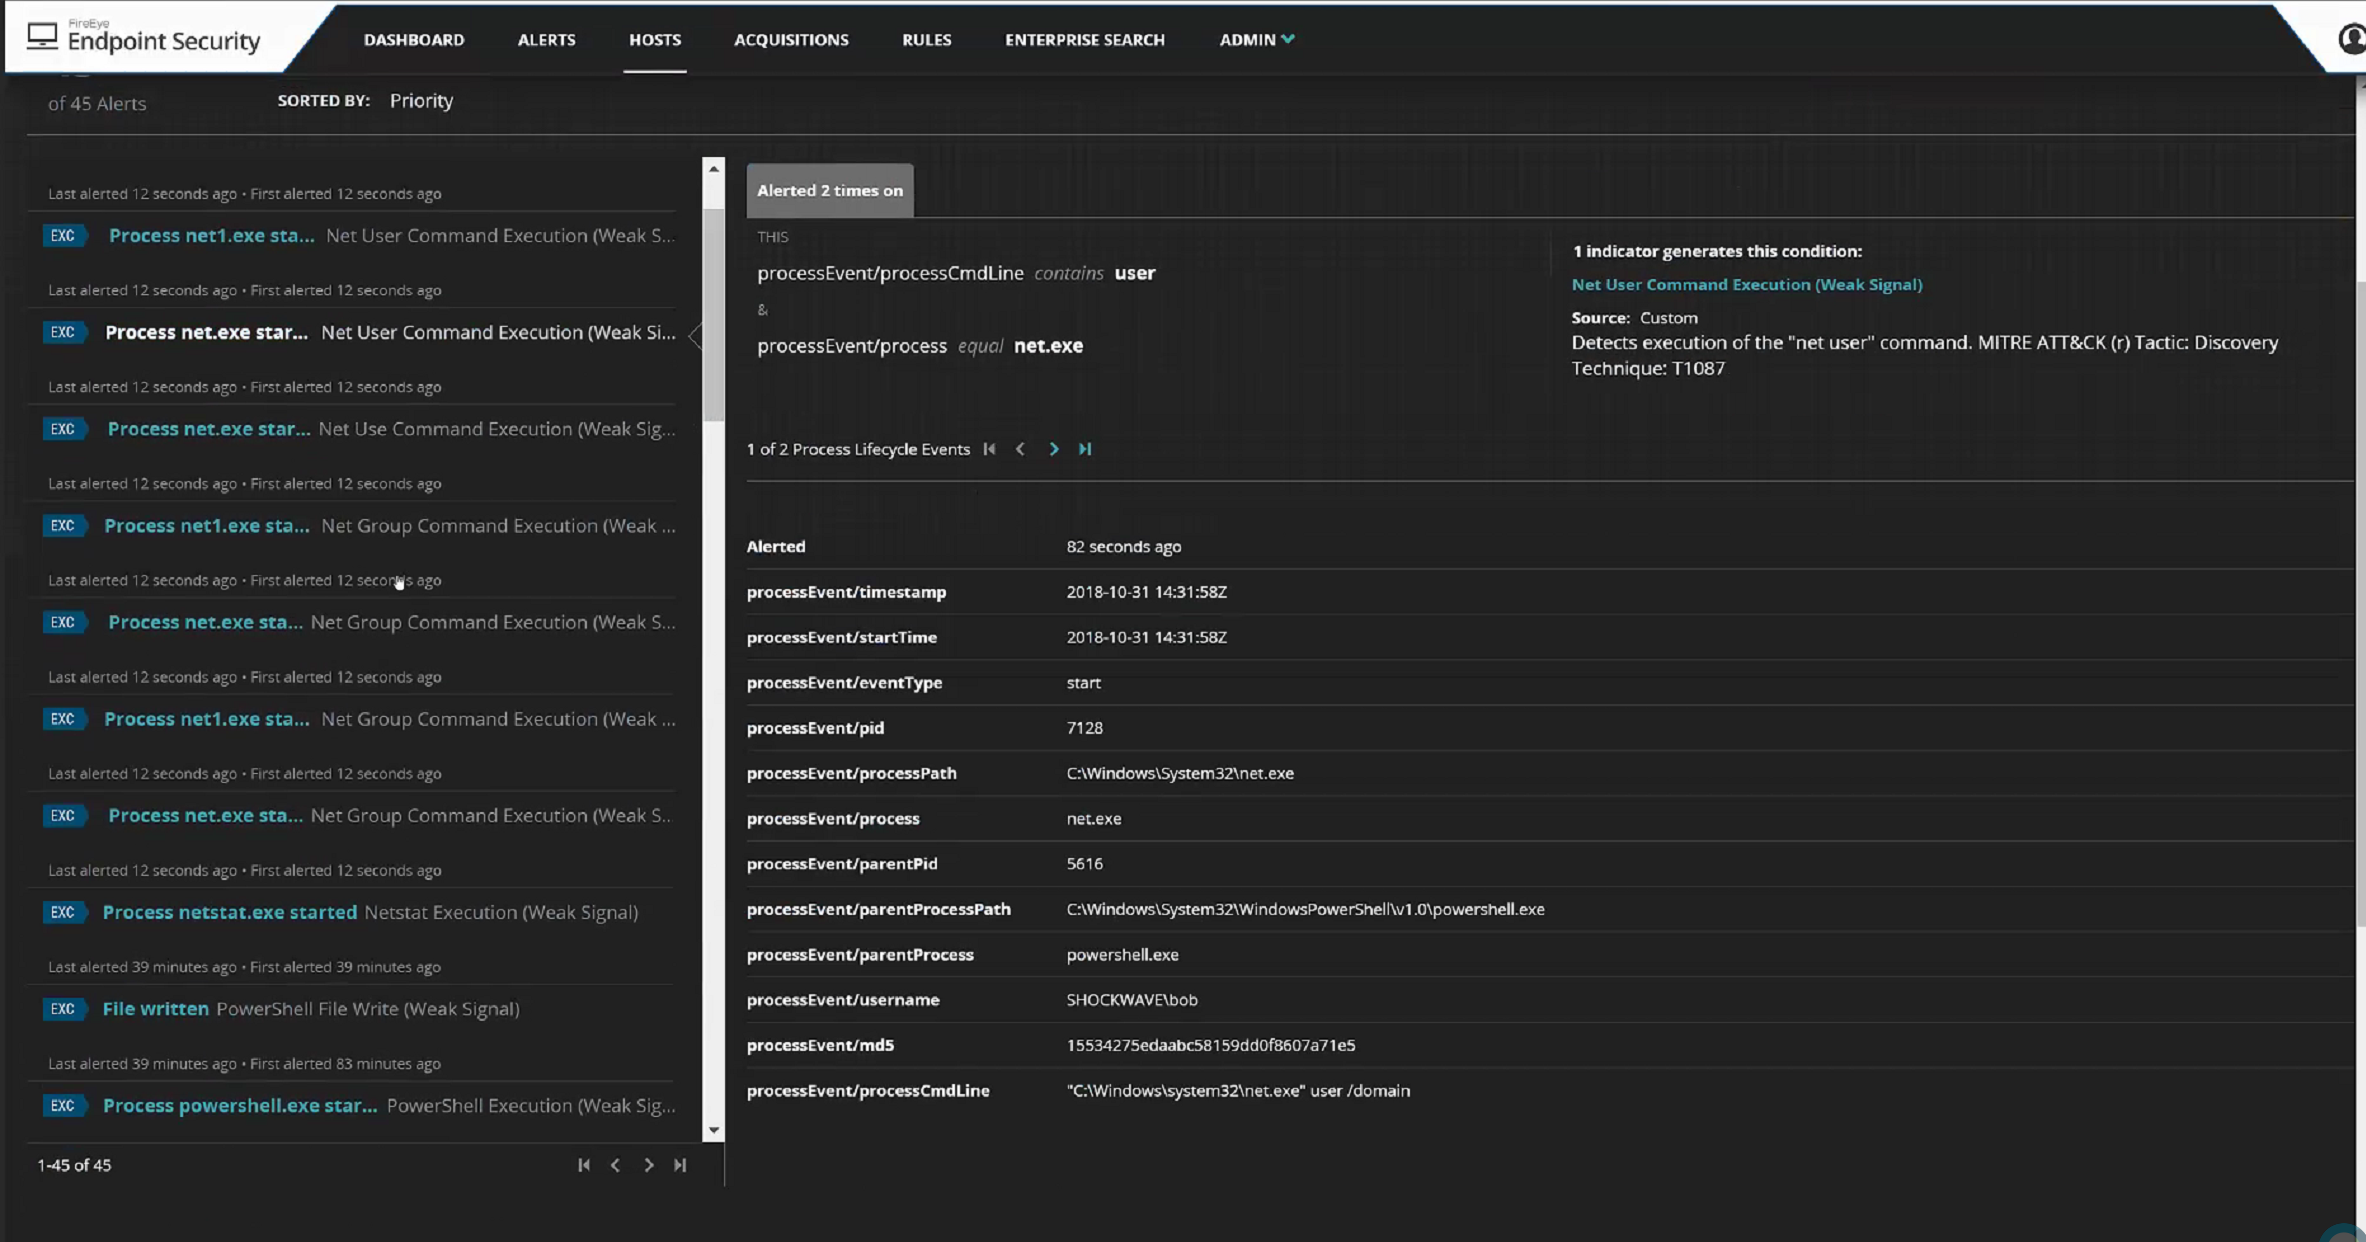 FireEye
Endpoint Security
DASHBOARD ALERTS HOSTS ACQUISITIONS RULES ENTERPRISE SEARCH ADMIN
of 45 Alerts SORTED BY: Priority
Last alerted 12 seconds ago • First alerted 12 seconds ago
EXC Process net1.exe sta... Net User Command Execution (Weak S...
Last alerted 12 seconds ago • First alerted 12 seconds ago
EXC Process net.exe star... Net User Command Execution (Weak Si...
Last alerted 12 seconds ago • First alerted 12 seconds ago
EXC Process net.exe star... Net Use Command Execution (Weak Sig...
Last alerted 12 seconds ago • First alerted 12 seconds ago
EXC Process net1.exe sta... Net Group Command Execution (Weak ...
Last alerted 12 seconds ago • First alerted 12 seconds ago
EXC Process net.exe sta... Net Group Command Execution (Weak S...
Last alerted 12 seconds ago • First alerted 12 seconds ago
EXC Process net1.exe sta... Net Group Command Execution (Weak ...
Last alerted 12 seconds ago • First alerted 12 seconds ago
EXC Process net.exe sta... Net Group Command Execution (Weak S...
Last alerted 12 seconds ago • First alerted 12 seconds ago
EXC Process netstat.exe started Netstat Execution (Weak Signal)
Last alerted 39 minutes ago • First alerted 39 minutes ago
EXC File written PowerShell File Write (Weak Signal)
Last alerted 39 minutes ago • First alerted 83 minutes ago
EXC Process powershell.exe star... PowerShell Execution (Weak Sig...
1-45 of 45
Alerted 2 times on
THIS
processEvent/processCmdLine contains user
&
processEvent/process equal net.exe
1 indicator generates this condition:
Net User Command Execution (Weak Signal)
Source: Custom
Detects execution of the "net user" command. MITRE ATT&CK (r) Tactic: Discovery
Technique: T1087
1 of 2 Process Lifecycle Events
Alerted 82 seconds ago
processEvent/timestamp 2018-10-31 14:31:58Z
processEvent/startTime 2018-10-31 14:31:58Z
processEvent/eventType start
processEvent/pid 7128
processEvent/processPath C:\Windows\System32\net.exe
processEvent/process net.exe
processEvent/parentPid 5616
processEvent/parentProcessPath C:\Windows\System32\WindowsPowerShell\v1.0\powershell.exe
processEvent/parentProcess powershell.exe
processEvent/username SHOCKWAVE\bob
processEvent/md5 15534275edaabc58159dd0f8607a71e5
processEvent/processCmdLine "C:\Windows\system32\net.exe" user /domain